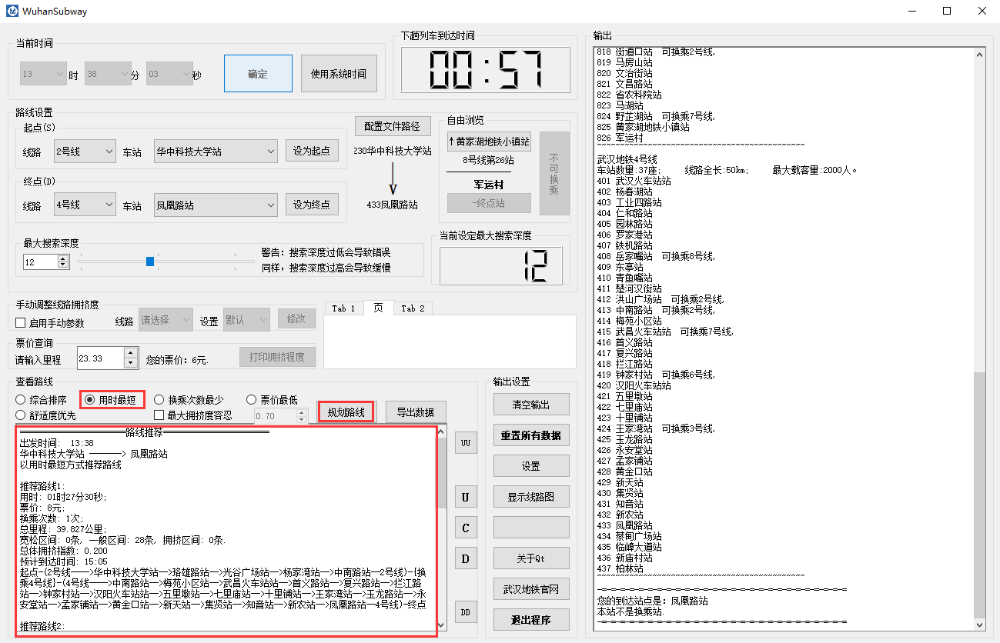 WuhanSubway
当前时间
13 时 38 分 03 秒
确定
使用系统时间
下趟列车到达时间
00:57
路线设置
起点(S)
线路 2号线 车站 华中科技大学站 设为起点
终点(D)
线路 4号线 车站 凤凰路站 设为终点
配置文件路径
230华中科技大学站
V
433凤凰路站
自由浏览
↑黄家湖地铁小镇站
8号线第26站
军运村
-终点站
不可换乘
最大搜索深度
12
警告: 搜索深度过低会导致错误
同样, 搜索深度过高会导致缓慢
当前设定最大搜索深度
12
手动调整线路拥挤度
启用手动参数 线路 请选择 设置 默认 修改
票价查询
请输入里程 23.33 您的票价: 6元. 打印拥挤程度
Tab 1 页 Tab 2
查看路线
综合排序 用时最短 换乘次数最少 票价最低
舒适度优先 最大拥挤度容忍 0.70
规划路线
导出数据
═══════════路线推荐═══════════
出发时间: 13:38
华中科技大学站 ———> 凤凰路站
以用时最短方式推荐路线
推荐路线1:
用时: 01时27分30秒;
票价: 8元;
换乘次数: 1次;
总里程: 39.827公里;
宽松区间: 0条, 一般区间: 28条, 拥挤区间: 0条.
总体拥挤指数: 0.200
预计到达时间: 15:05
起点-(2号线——>华中科技大学站—>珞雄路站—>光谷广场站—>杨家湾站—>中南路站—2号线)-[换
乘4号线]-(4号线——>中南路站—>梅苑小区站—>武昌火车站站—>首义路站—>复兴路站—>拦江路
站—>钟家村站—>汉阳火车站站—>五里墩站—>七里庙站—>十里铺站—>王家湾站—>玉龙路站—>永
安堂站—>孟家铺站—>黄金口站—>新天站—>集贤站—>知音站—>新农站—>凤凰路站—4号线)-终点
推荐路线2:
UU
U
C
D
DD
输出设置
清空输出
重置所有数据
设置
显示线路图
关于Qt
武汉地铁官网
退出程序
输出
818 街道口站 可换乘2号线,
819 马房山站
820 文治街站
821 文昌路站
822 省农科院站
823 马湖站
824 野芷湖站 可换乘7号线,
825 黄家湖地铁小镇站
826 军运村
~~~~~~~~~~~~~~~~~~~~~~~~~~~~~~~~~~~~~~~~~~~~~
武汉地铁4号线
车站数量:37座; 线路全长:50km; 最大载客量:2000人。
401 武汉火车站站
402 杨春湖站
403 工业四路站
404 仁和路站
405 园林路站
406 罗家港站
407 铁机路站
408 岳家嘴站 可换乘8号线,
409 东亭站
410 青鱼嘴站
411 楚河汉街站
412 洪山广场站 可换乘2号线,
413 中南路站 可换乘2号线,
414 梅苑小区站
415 武昌火车站站 可换乘7号线,
416 首义路站
417 复兴路站
418 拦江路站
419 钟家村站 可换乘6号线,
420 汉阳火车站站
421 五里墩站
422 七里庙站
423 十里铺站
424 王家湾站 可换乘3号线,
425 玉龙路站
426 永安堂站
427 孟家铺站
428 黄金口站
429 新天站
430 集贤站
431 知音站
432 新农站
433 凤凰路站
434 蔡甸广场站
435 临嶂大道站
436 新庙村站
437 柏林站
~~~~~~~~~~~~~~~~~~~~~~~~~~~~~~~~~~~~~~~~~~~~~
-=-=-=-=-=-=-=-=-=-=-=-=-=-=-=-=-=-=-=-=-=-=-=-=-=-=-=
您的到达站点是: 凤凰路站
本站不是换乘站.
-=-=-=-=-=-=-=-=-=-=-=-=-=-=-=-=-=-=-=-=-=-=-=-=-=-=-=